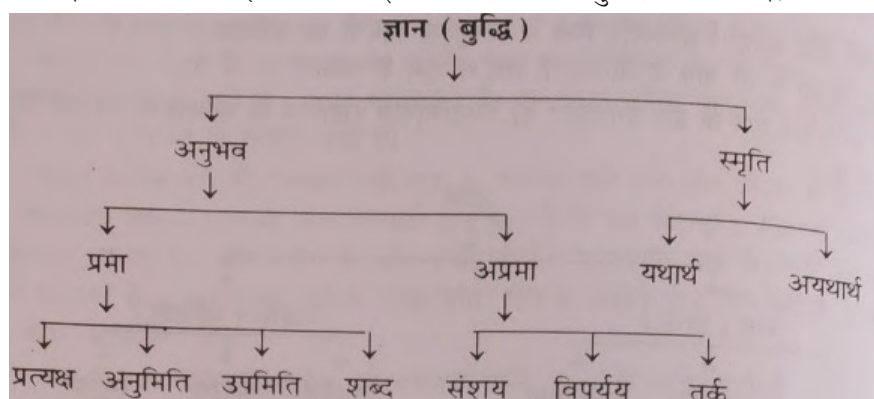 ज्ञान ( बुद्धि )
अनुभव स्मृति
प्रमा अप्रमा यथार्थ अयथार्थ
प्रत्यक्ष अनुमिति उपमिति शब्द संशय विपर्यय तर्क